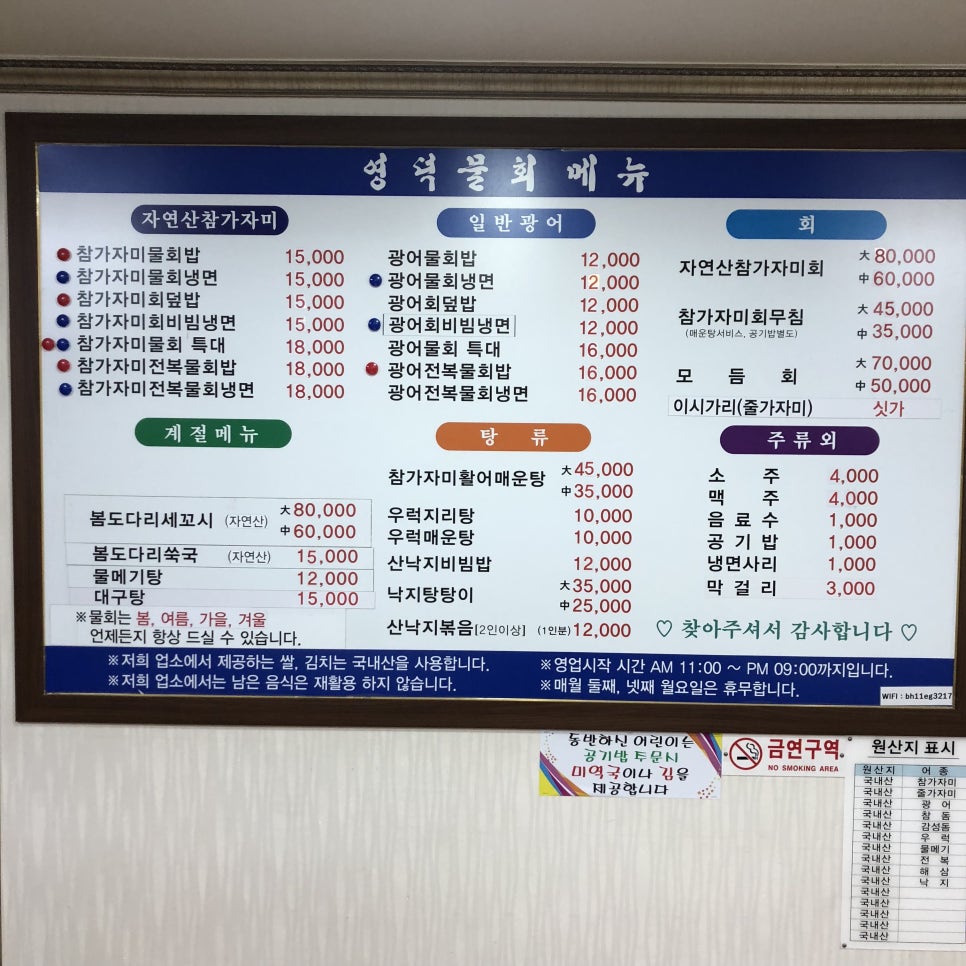 영덕물회메뉴
자연산참가자미
참가자미물회밥 15,000
참가자미물회냉면 15,000
참가자미회덮밥 15,000
참가자미회비빔냉면 15,000
참가자미물회 특대 18,000
참가자미전복물회밥 18,000
참가자미전복물회냉면 18,000
일반광어
광어물회밥 12,000
광어물회냉면 12,000
광어회덮밥 12,000
광어회비빔냉면 12,000
광어물회 특대 16,000
광어전복물회밥 16,000
광어전복물회냉면 16,000
회
자연산참가자미회 大 80,000
中 60,000
참가자미회무침 大 45,000
(매운탕서비스, 공기밥별도) 中 35,000
모 듬 회 大 70,000
中 50,000
이시가리(줄가자미) 싯가
계절메뉴
봄도다리세꼬시 (자연산) 大 80,000
中 60,000
봄도다리쑥국 (자연산) 15,000
물메기탕 12,000
대구탕 15,000
※물회는 봄, 여름, 가을, 겨울
언제든지 항상 드실 수 있습니다.
탕 류
참가자미활어매운탕 大 45,000
中 35,000
우럭지리탕 10,000
우럭매운탕 10,000
산낙지비빔밥 12,000
낙지탕탕이 大 35,000
中 25,000
산낙지볶음[2인이상] (1인분) 12,000
주류외
소 주 4,000
맥 주 4,000
음료수 1,000
공기밥 1,000
냉면사리 1,000
막걸리 3,000
♡ 찾아주셔서 감사합니다 ♡
※저희 업소에서 제공하는 쌀, 김치는 국내산을 사용합니다.
※저희 업소에서는 남은 음식은 재활용 하지 않습니다.
※영업시작 시간 AM 11:00 ~ PM 09:00까지입니다.
※매월 둘째, 넷째 월요일은 휴무합니다.
WIFI : bh11eg3217
동반하신 어린이는
공기밥 주문시
미역국이나 김을
제공합니다
금연구역
NO SMOKING AREA
원산지 표시
원산지 어 종
국내산 참가자미
국내산 줄가자미
국내산 광 어
국내산 참 돔
국내산 감성돔
국내산 우 럭
국내산 물메기
국내산 전 복
국내산 해 삼
국내산 낙 지
국내산
국내산
국내산
국내산
국내산